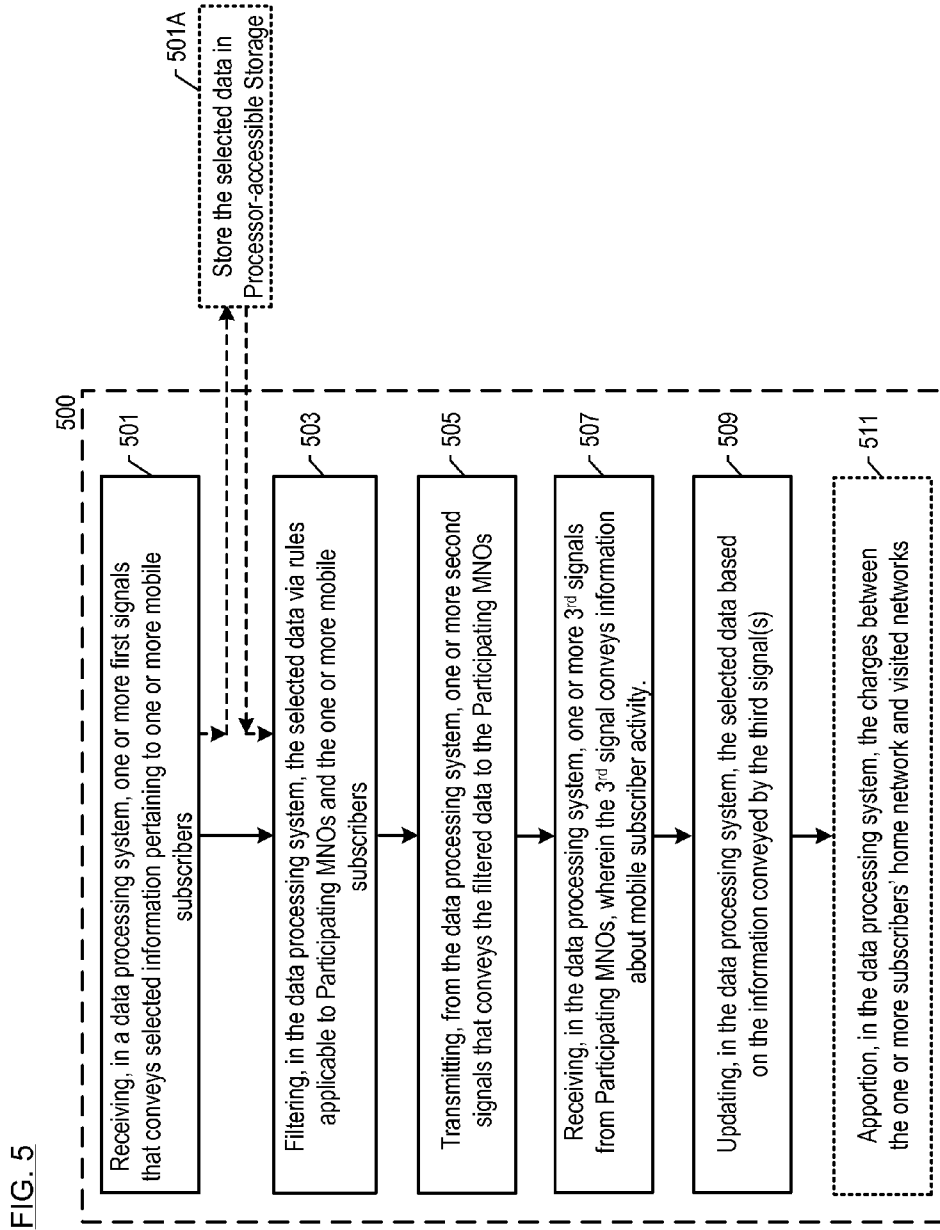 FIG. 5
500
501
Receiving, in a data processing system, one or more first signals
that conveys selected information pertaining to one or more mobile
subscribers
501A
Store the selected data in
Processor-accessible Storage
503
Filtering, in the data processing system, the selected data via rules
applicable to Participating MNOs and the one or more mobile
subscribers
505
Transmitting, from the data processing system, one or more second
signals that conveys the filtered data to the Participating MNOs
507
Receiving, in the data processing system, one or more 3rd signals
from Participating MNOs, wherein the 3rd signal conveys information
about mobile subscriber activity.
509
Updating, in the data processing system, the selected data based
on the information conveyed by the third signal(s)
511
Apportion, in the data processing system, the charges between
the one or more subscribers' home network and visited networks